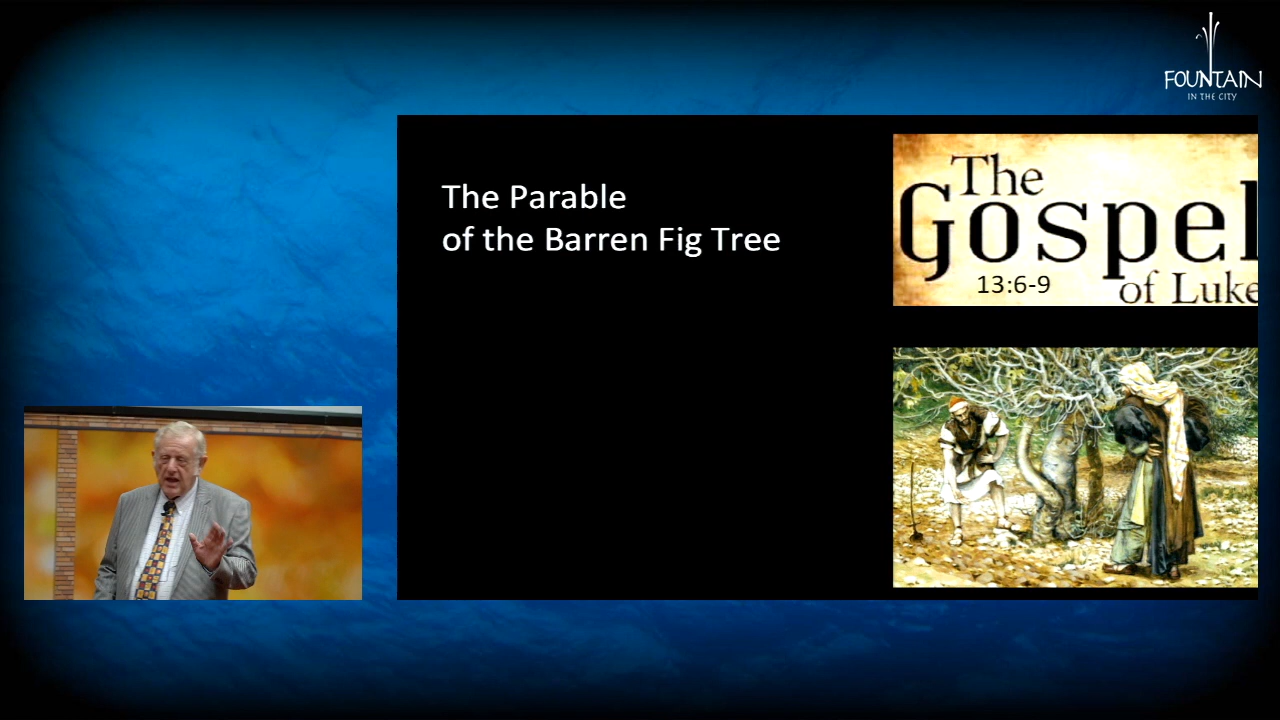 FOUNTAIN
IN THE CITY
The Parable
of the Barren Fig Tree
The
Gospel
of Luke
13:6-9